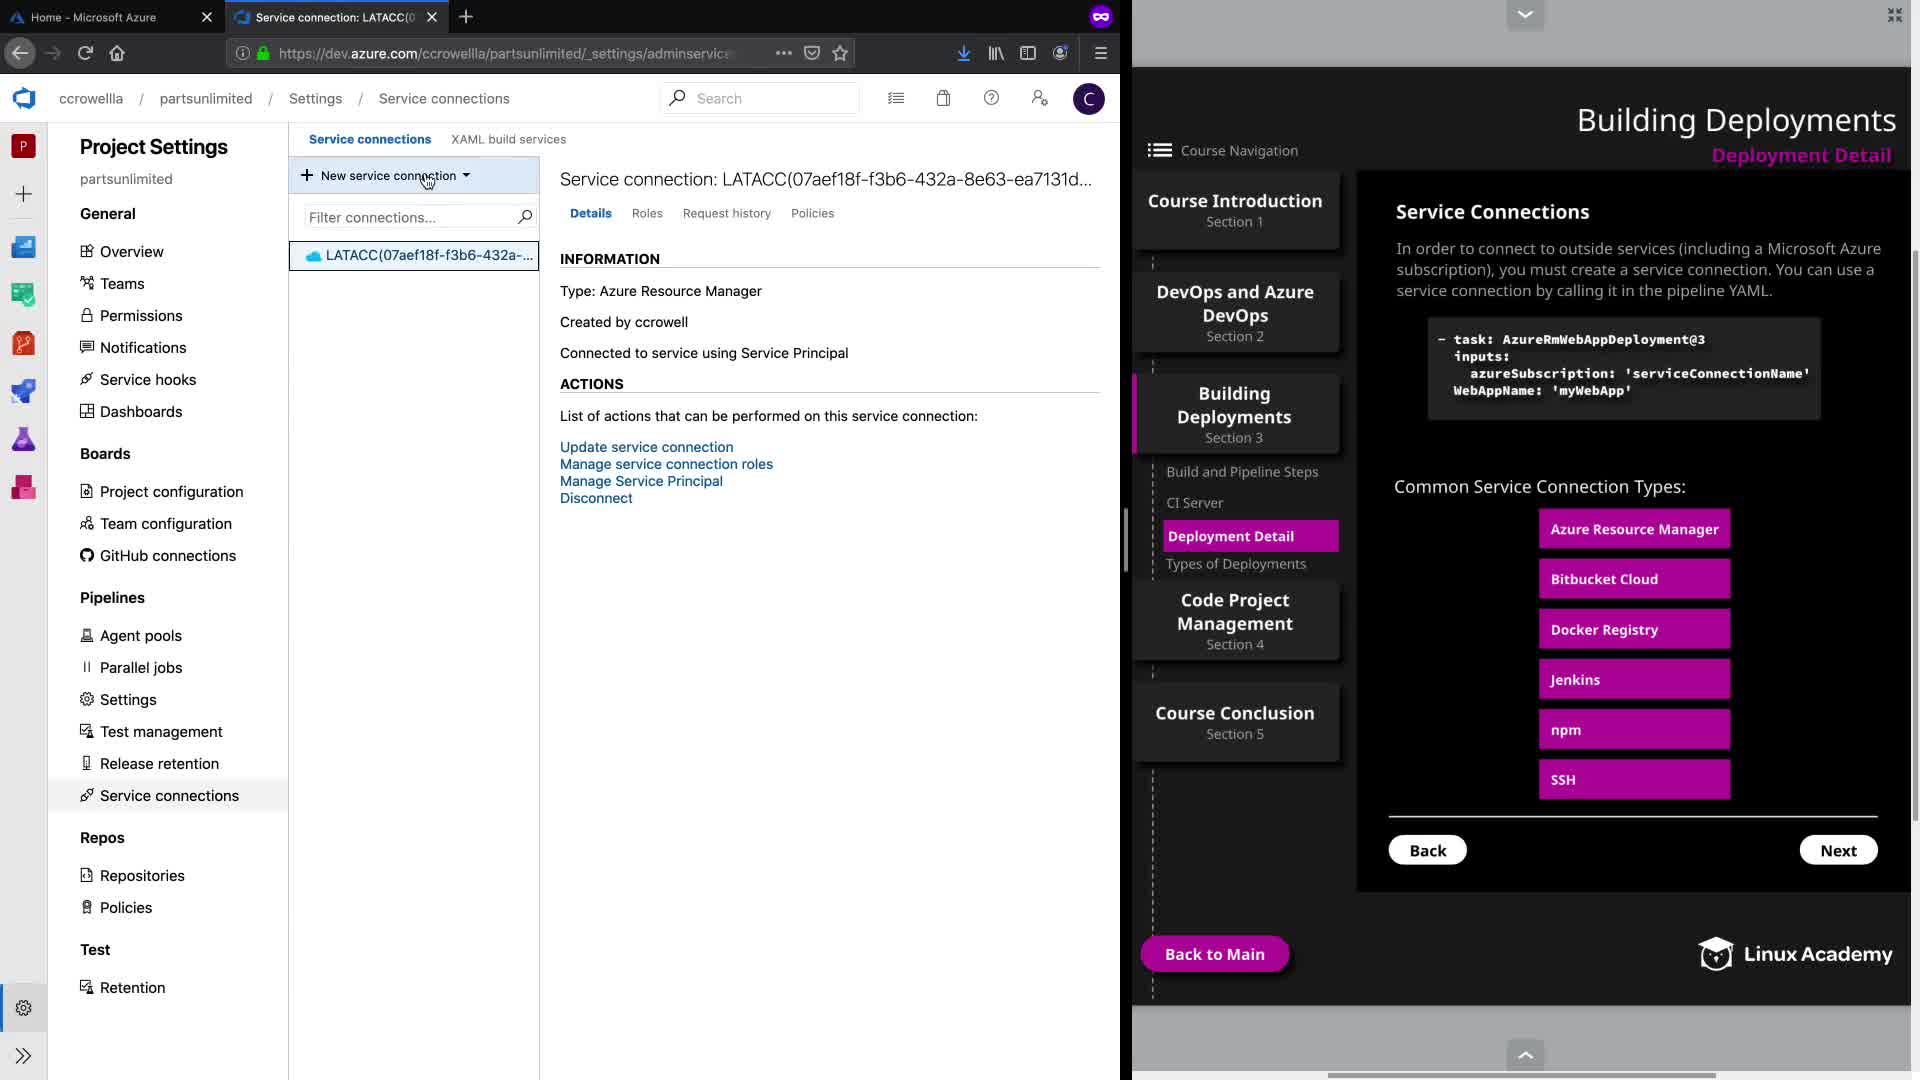 Home - Microsoft Azure
Service connection: LATACC(0
https://dev.azure.com/ccrowellla/partsunlimited/_settings/adminservice
ccrowellla / partsunlimited / Settings / Service connections
Search
C
P
Project Settings
partsunlimited
General
Overview
Teams
Permissions
Notifications
Service hooks
Dashboards
Boards
Project configuration
Team configuration
GitHub connections
Pipelines
Agent pools
Parallel jobs
Settings
Test management
Release retention
Service connections
Repos
Repositories
Policies
Test
Retention
Service connections
XAML build services
New service connection
Filter connections...
LATACC(07aef18f-f3b6-432a-...
Service connection: LATACC(07aef18f-f3b6-432a-8e63-ea7131d...
Details
Roles
Request history
Policies
INFORMATION
Type: Azure Resource Manager
Created by ccrowell
Connected to service using Service Principal
ACTIONS
List of actions that can be performed on this service connection:
Update service connection
Manage service connection roles
Manage Service Principal
Disconnect
Building Deployments
Deployment Detail
Course Navigation
Course Introduction
Section 1
DevOps and Azure
DevOps
Section 2
Building
Deployments
Section 3
Build and Pipeline Steps
CI Server
Deployment Detail
Types of Deployments
Code Project
Management
Section 4
Course Conclusion
Section 5
Back to Main
Service Connections
In order to connect to outside services (including a Microsoft Azure
subscription), you must create a service connection. You can use a
service connection by calling it in the pipeline YAML.
- task: AzureRmWebAppDeployment@3
inputs:
azureSubscription: 'serviceConnectionName'
WebAppName: 'myWebApp'
Common Service Connection Types:
Azure Resource Manager
Bitbucket Cloud
Docker Registry
Jenkins
npm
SSH
Back
Next
Linux Academy